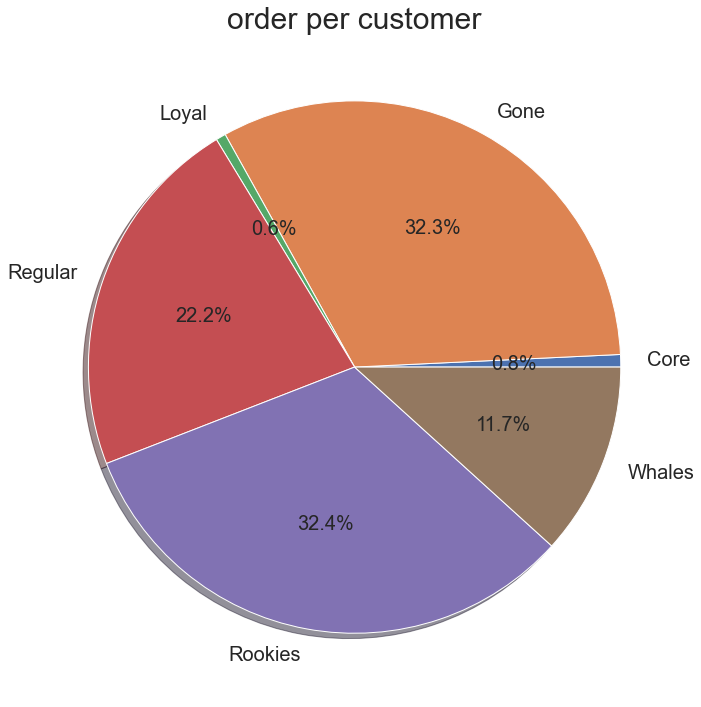 order per customer
Gone
Loyal
32.3%
0.6%
Regular
22.2%
Core
0.8%
11.7%
Whales
32.4%
Rookies